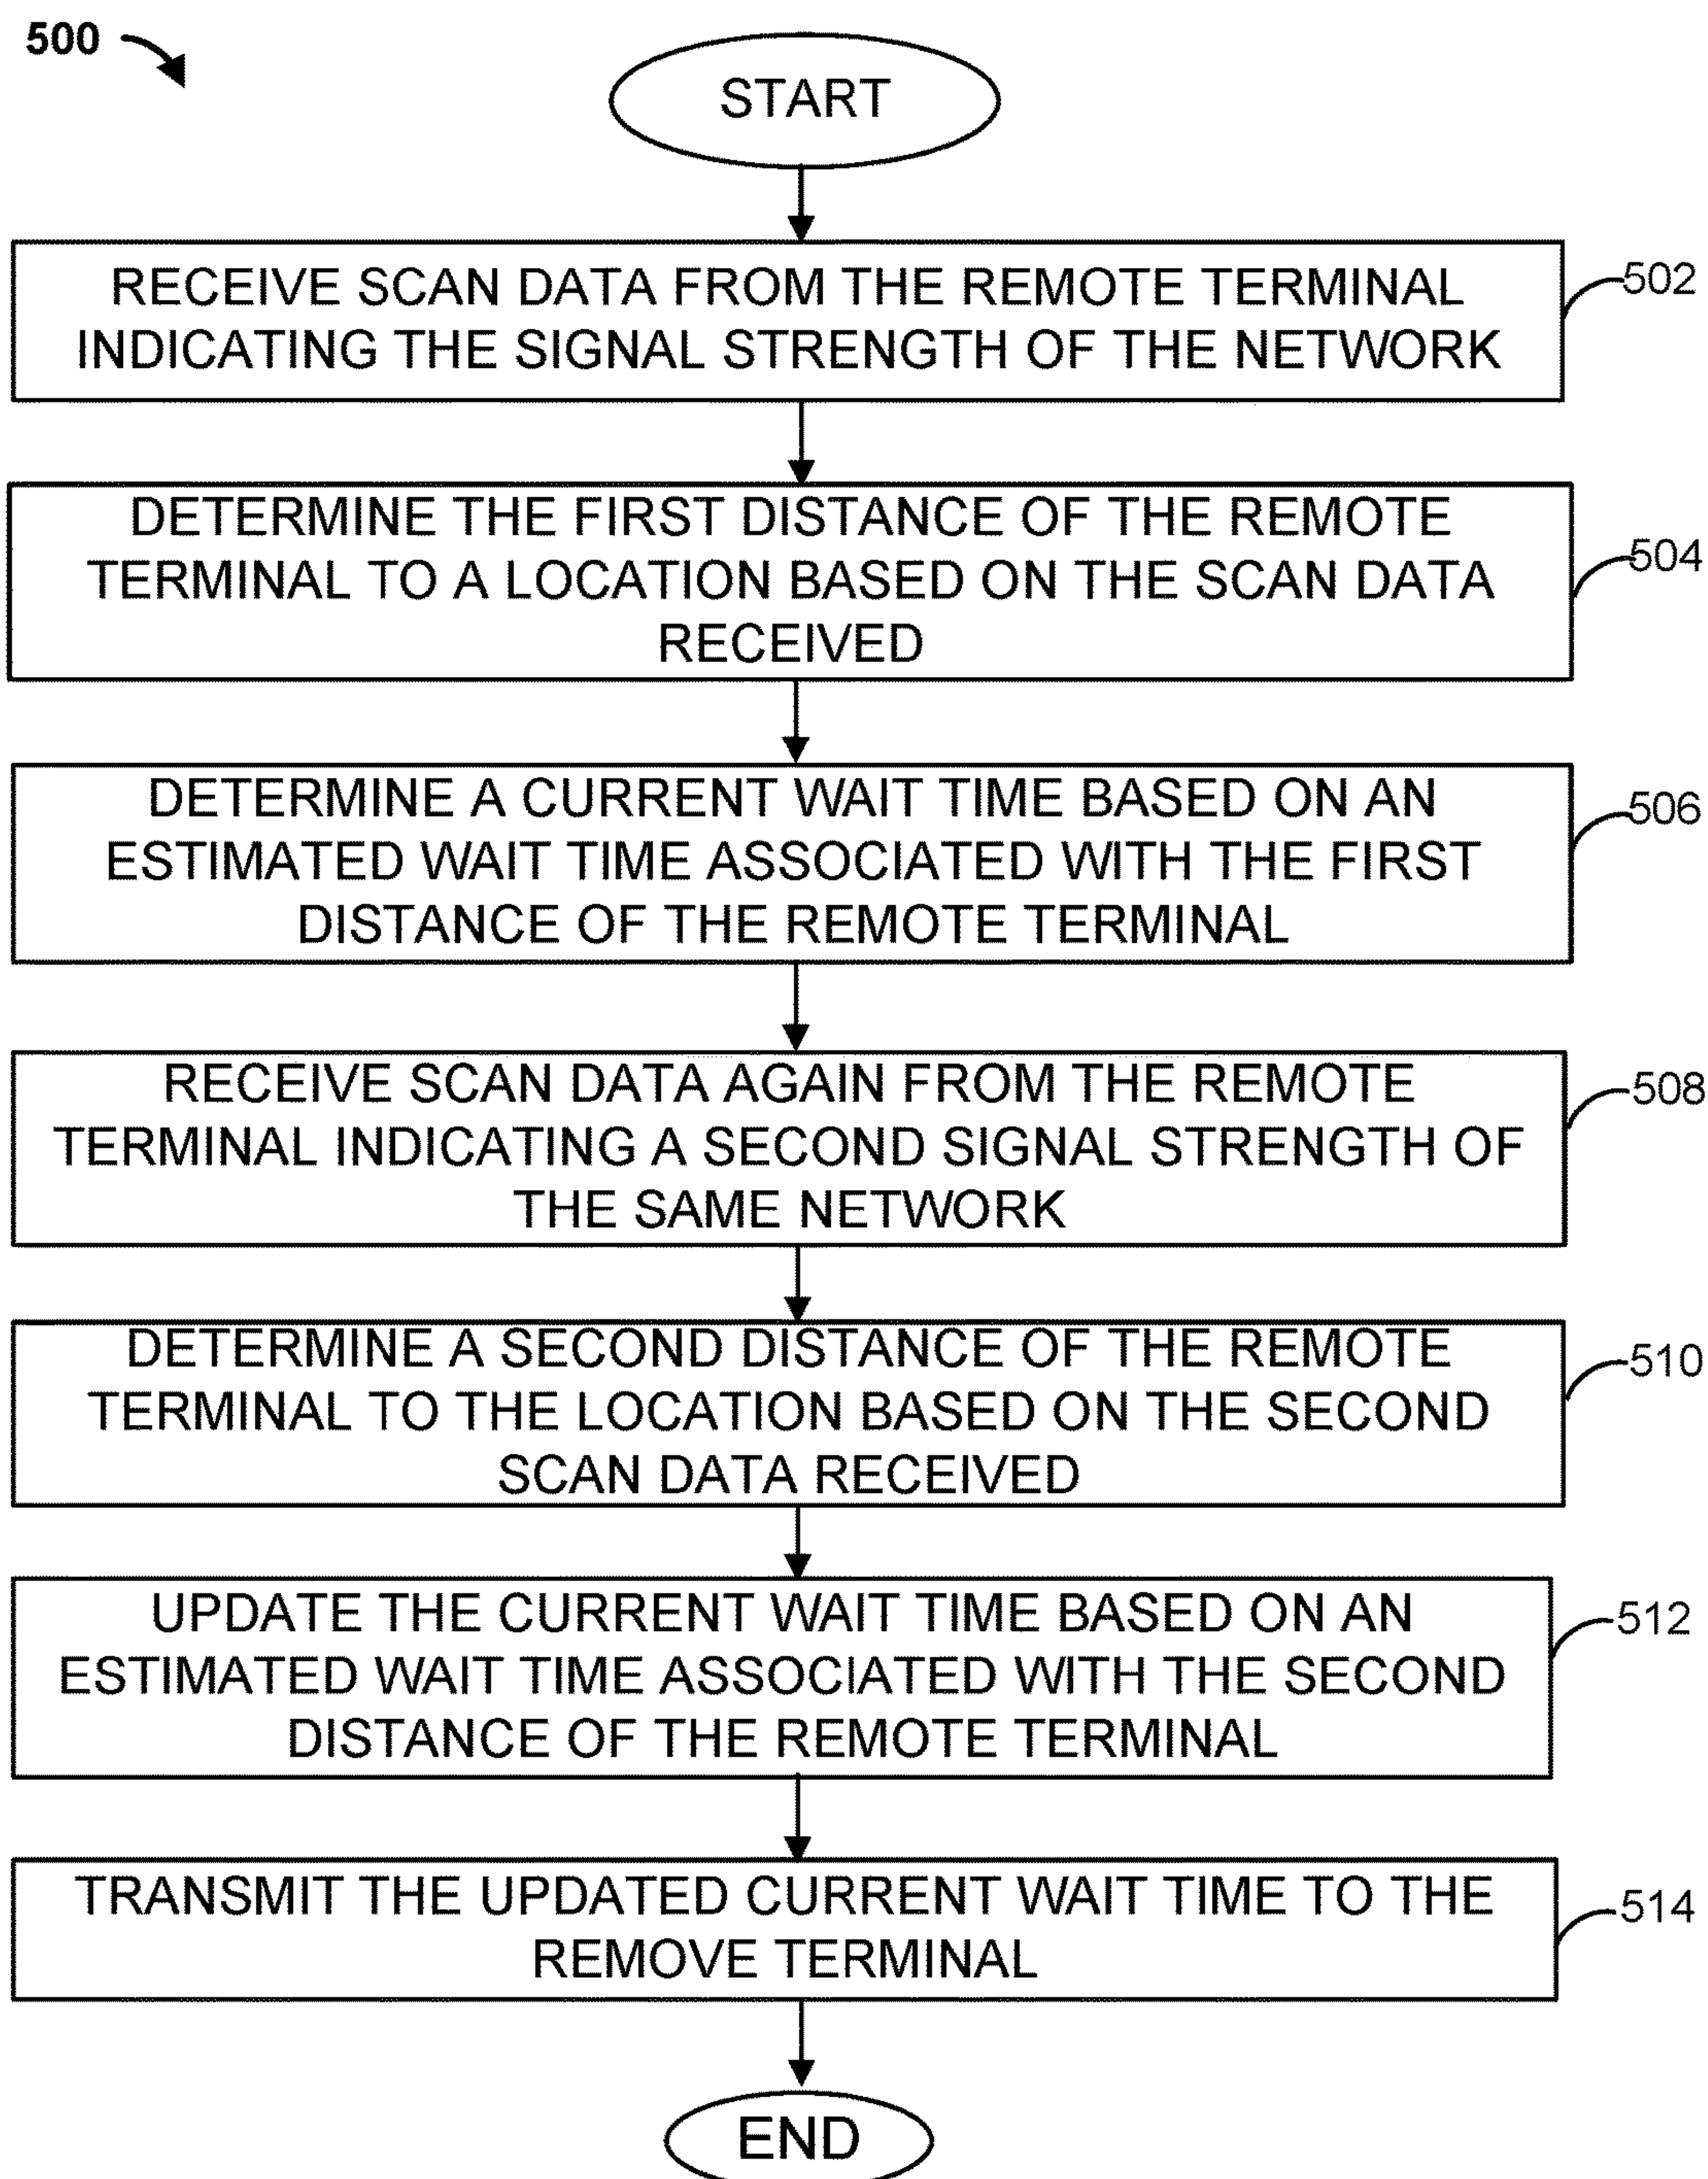 500
START
RECEIVE SCAN DATA FROM THE REMOTE TERMINAL
INDICATING THE SIGNAL STRENGTH OF THE NETWORK
502
DETERMINE THE FIRST DISTANCE OF THE REMOTE
TERMINAL TO A LOCATION BASED ON THE SCAN DATA
RECEIVED
504
DETERMINE A CURRENT WAIT TIME BASED ON AN
ESTIMATED WAIT TIME ASSOCIATED WITH THE FIRST
DISTANCE OF THE REMOTE TERMINAL
506
RECEIVE SCAN DATA AGAIN FROM THE REMOTE
TERMINAL INDICATING A SECOND SIGNAL STRENGTH OF
THE SAME NETWORK
508
DETERMINE A SECOND DISTANCE OF THE REMOTE
TERMINAL TO THE LOCATION BASED ON THE SECOND
SCAN DATA RECEIVED
510
UPDATE THE CURRENT WAIT TIME BASED ON AN
ESTIMATED WAIT TIME ASSOCIATED WITH THE SECOND
DISTANCE OF THE REMOTE TERMINAL
512
TRANSMIT THE UPDATED CURRENT WAIT TIME TO THE
REMOVE TERMINAL
514
END